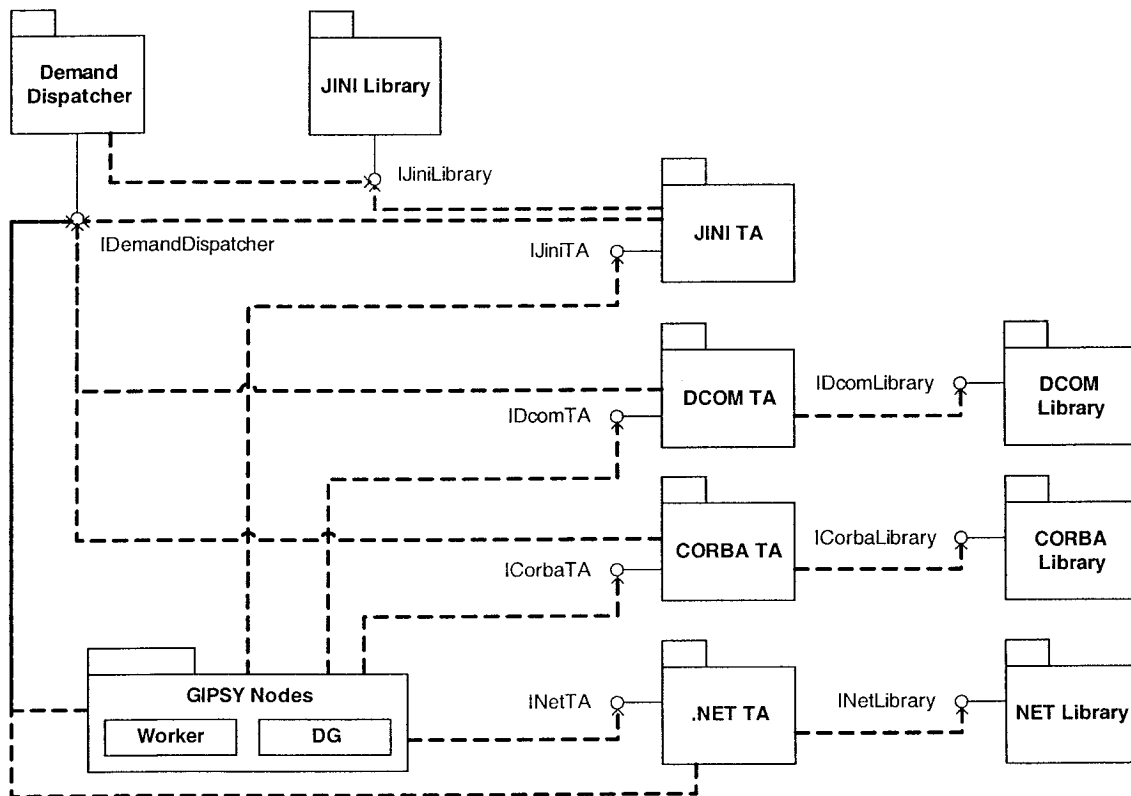 Demand
Dispatcher
JINI Library
IJiniLibrary
IDemandDispatcher
JINI TA
IJiniTA
DCOM TA
IDcomTA
IDcomLibrary
DCOM
Library
CORBA TA
ICorbaTA
ICorbaLibrary
CORBA
Library
GIPSY Nodes
Worker
DG
INetTA
.NET TA
INetLibrary
NET Library